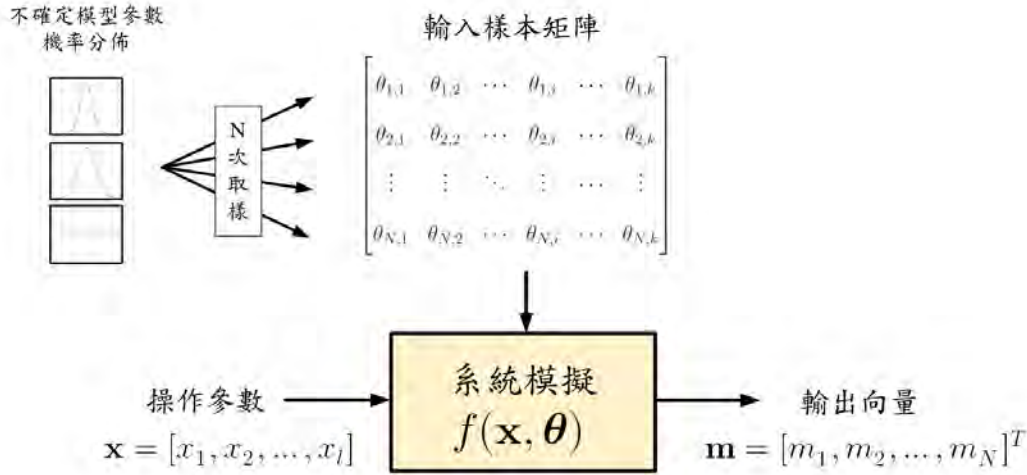 不確定模型參數
機率分佈
輸入樣本矩陣
N
次
取
樣
θ1,1 θ1,2 ⋯ θ1,i ⋯ θ1,k
θ2,1 θ2,2 ⋯ θ2,i ⋯ θ2,k
⋮ ⋮ ⋱ ⋮ ⋯ ⋮
θN,1 θN,2 ⋯ θN,i ⋯ θN,k
操作參數
x = [x1, x2, ..., xi]
系統模擬
f(x, θ)
輸出向量
m = [m1, m2, ..., mN]^T